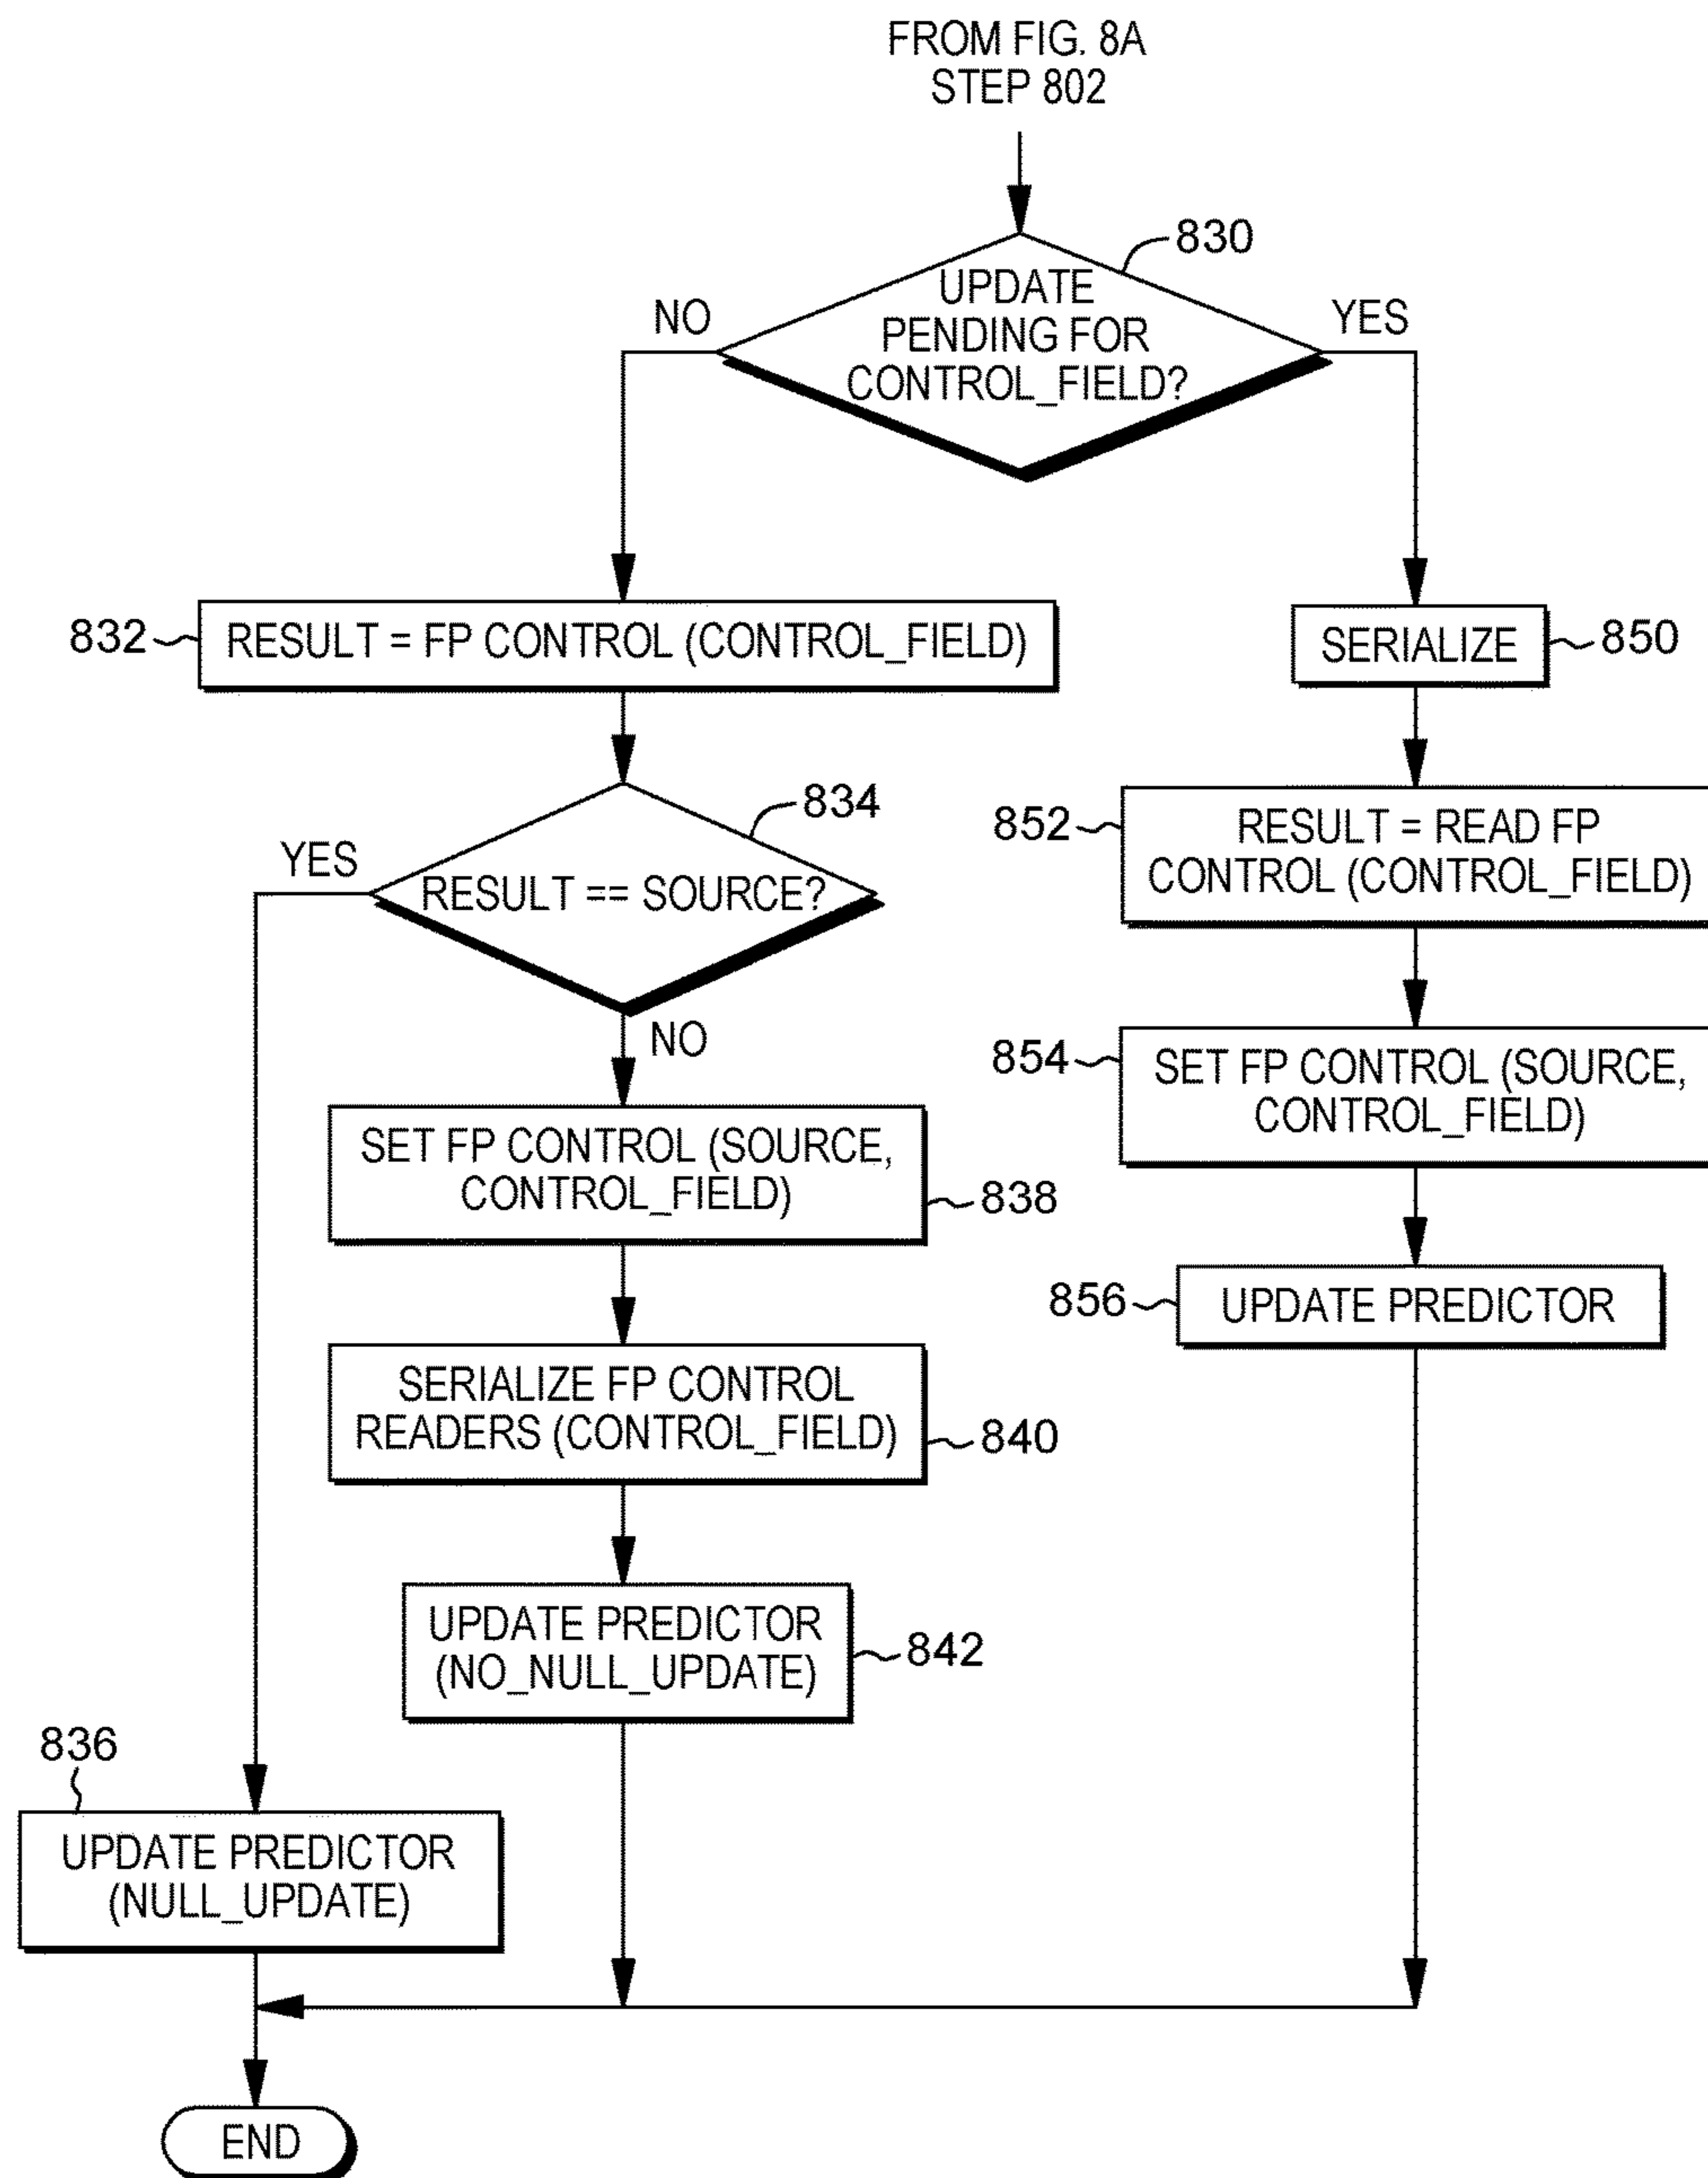 FROM FIG. 8A
STEP 802
830
UPDATE
PENDING FOR
CONTROL_FIELD?
NO
YES
832
RESULT = FP CONTROL (CONTROL_FIELD)
SERIALIZE
850
834
YES
RESULT == SOURCE?
NO
852
RESULT = READ FP
CONTROL (CONTROL_FIELD)
854
SET FP CONTROL (SOURCE,
CONTROL_FIELD)
SET FP CONTROL (SOURCE,
CONTROL_FIELD)
838
856
UPDATE PREDICTOR
SERIALIZE FP CONTROL
READERS (CONTROL_FIELD)
840
UPDATE PREDICTOR
(NO_NULL_UPDATE)
842
836
UPDATE PREDICTOR
(NULL_UPDATE)
END